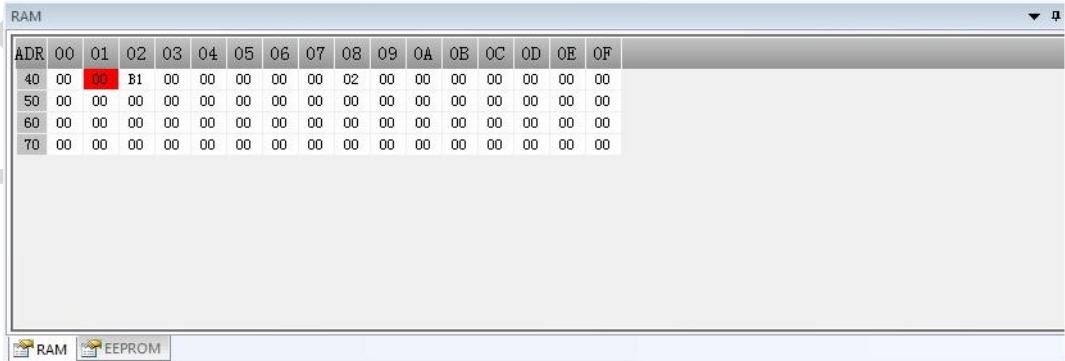 RAM
ADR 00 01 02 03 04 05 06 07 08 09 0A 0B 0C 0D 0E 0F
40 00 00 B1 00 00 00 00 00 02 00 00 00 00 00 00 00
50 00 00 00 00 00 00 00 00 00 00 00 00 00 00 00 00
60 00 00 00 00 00 00 00 00 00 00 00 00 00 00 00 00
70 00 00 00 00 00 00 00 00 00 00 00 00 00 00 00 00
RAM EEPROM